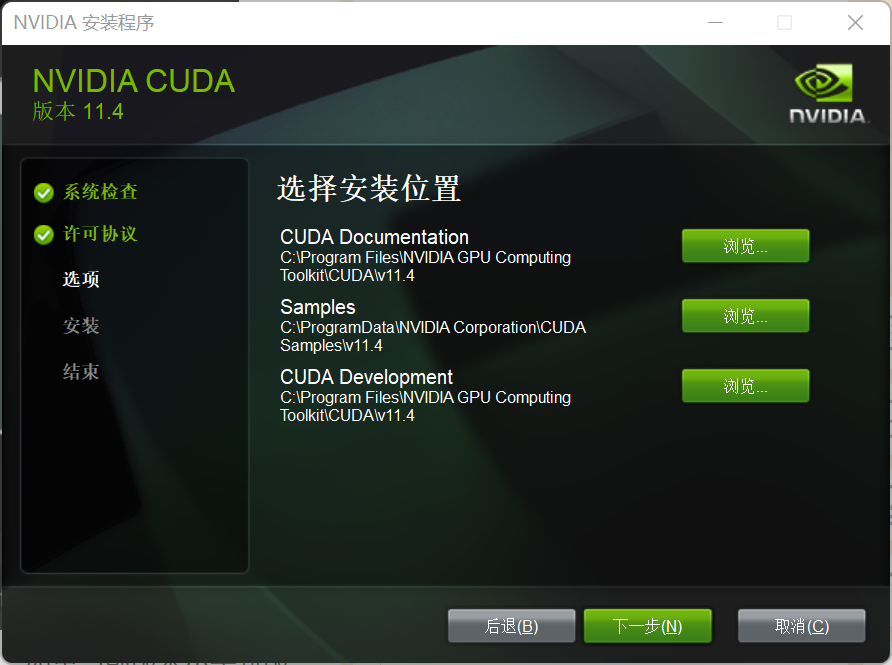 NVIDIA 安装程序
NVIDIA CUDA
版本 11.4
NVIDIA.
系统检查
许可协议
选项
安装
结束
选择安装位置
CUDA Documentation
C:\Program Files\NVIDIA GPU Computing
Toolkit\CUDA\v11.4
浏览...
Samples
C:\ProgramData\NVIDIA Corporation\CUDA
Samples\v11.4
浏览...
CUDA Development
C:\Program Files\NVIDIA GPU Computing
Toolkit\CUDA\v11.4
浏览...
后退(B)
下一步(N)
取消(C)